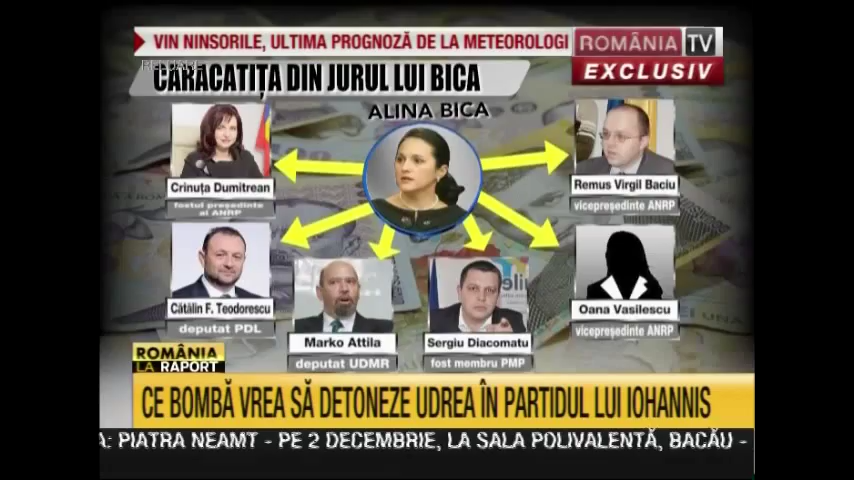 VIN NINSORILE, ULTIMA PROGNOZĂ DE LA METEOROLOGI
ROMÂNIA TV
EXCLUSIV
RELUARE
CARACATIȚA DIN JURUL LUI BICA
ALINA BICA
Crinuța Dumitrean
fostul președinte
al ANRP
Remus Virgil Baciu
vicepreședinte ANRP
Cătălin F. Teodorescu
deputat PDL
Marko Attila
deputat UDMR
Sergiu Diacomatu
fost membru PMP
Oana Vasilescu
vicepreședinte ANRP
ROMÂNIA
LA RAPORT
CE BOMBĂ VREA SĂ DETONEZE UDREA ÎN PARTIDUL LUI IOHANNIS
A: PIATRA NEAMT - PE 2 DECEMBRIE, LA SALA POLIVALENTĂ, BACĂU -